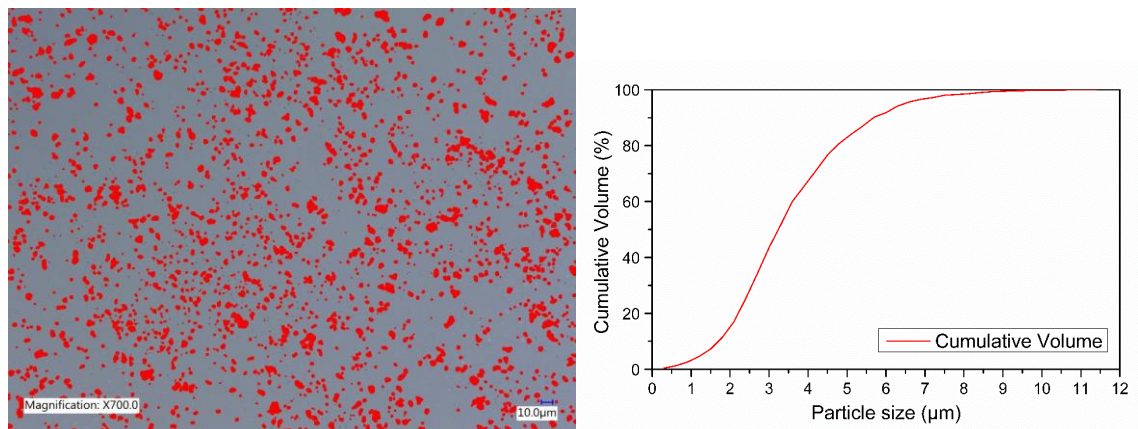 Magnification: X700.0
10.0μm
Cumulative Volume (%)
100
80
60
40
20
0
0 1 2 3 4 5 6 7 8 9 10 11 12
Particle size (μm)
Cumulative Volume